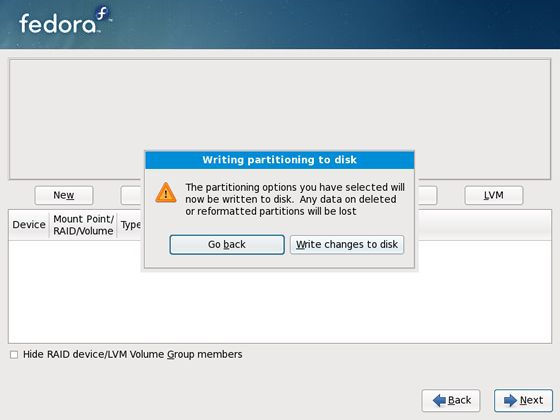 fedora
Writing partitioning to disk
The partitioning options you have selected will
now be written to disk. Any data on deleted
or reformatted partitions will be lost
Go back
Write changes to disk
New
LVM
Device
Mount Point/
RAID/Volume
Type
Hide RAID device/LVM Volume Group members
Back
Next